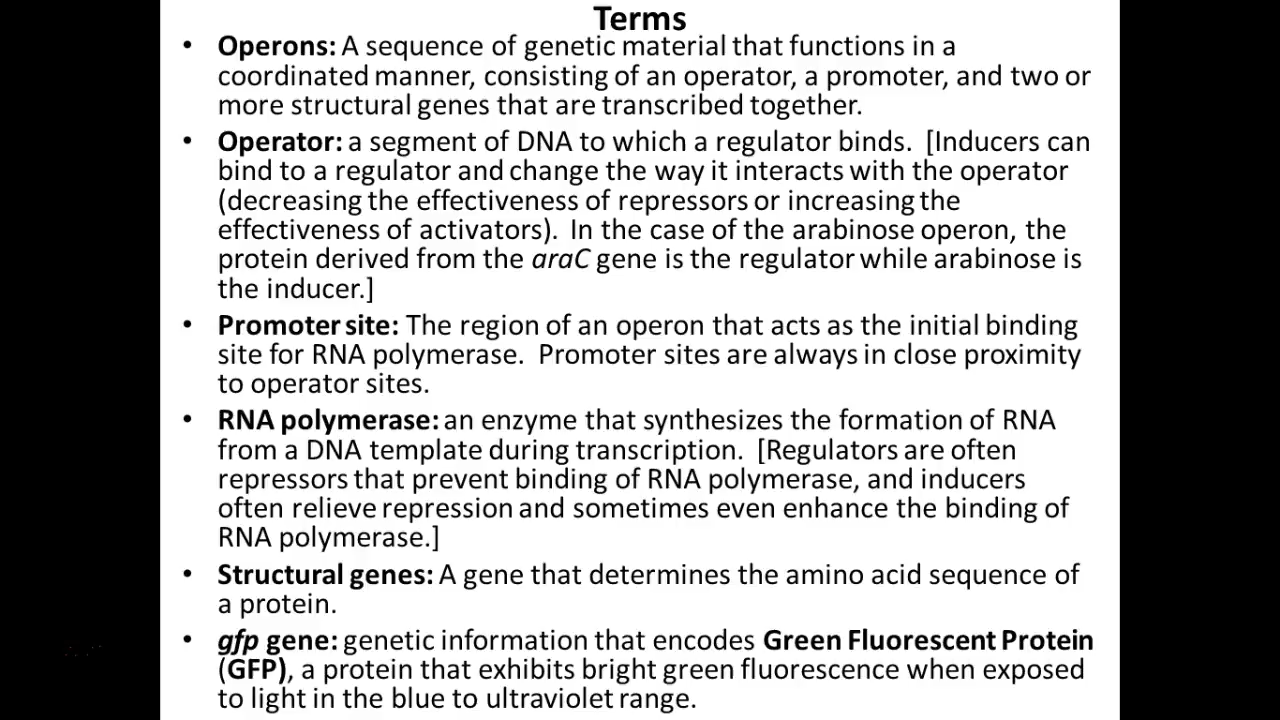 Terms
• Operons: A sequence of genetic material that functions in a
coordinated manner, consisting of an operator, a promoter, and two or
more structural genes that are transcribed together.
• Operator: a segment of DNA to which a regulator binds. [Inducers can
bind to a regulator and change the way it interacts with the operator
(decreasing the effectiveness of repressors or increasing the
effectiveness of activators). In the case of the arabinose operon, the
protein derived from the araC gene is the regulator while arabinose is
the inducer.]
• Promoter site: The region of an operon that acts as the initial binding
site for RNA polymerase. Promoter sites are always in close proximity
to operator sites.
• RNA polymerase: an enzyme that synthesizes the formation of RNA
from a DNA template during transcription. [Regulators are often
repressors that prevent binding of RNA polymerase, and inducers
often relieve repression and sometimes even enhance the binding of
RNA polymerase.]
• Structural genes: A gene that determines the amino acid sequence of
a protein.
• gfp gene: genetic information that encodes Green Fluorescent Protein
(GFP), a protein that exhibits bright green fluorescence when exposed
to light in the blue to ultraviolet range.